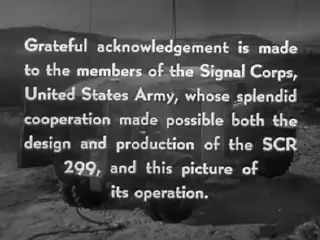 Grateful acknowledgement is made
to the members of the Signal Corps,
United States Army, whose splendid
cooperation made possible both the
design and production of the SCR
299, and this picture of
its operation.